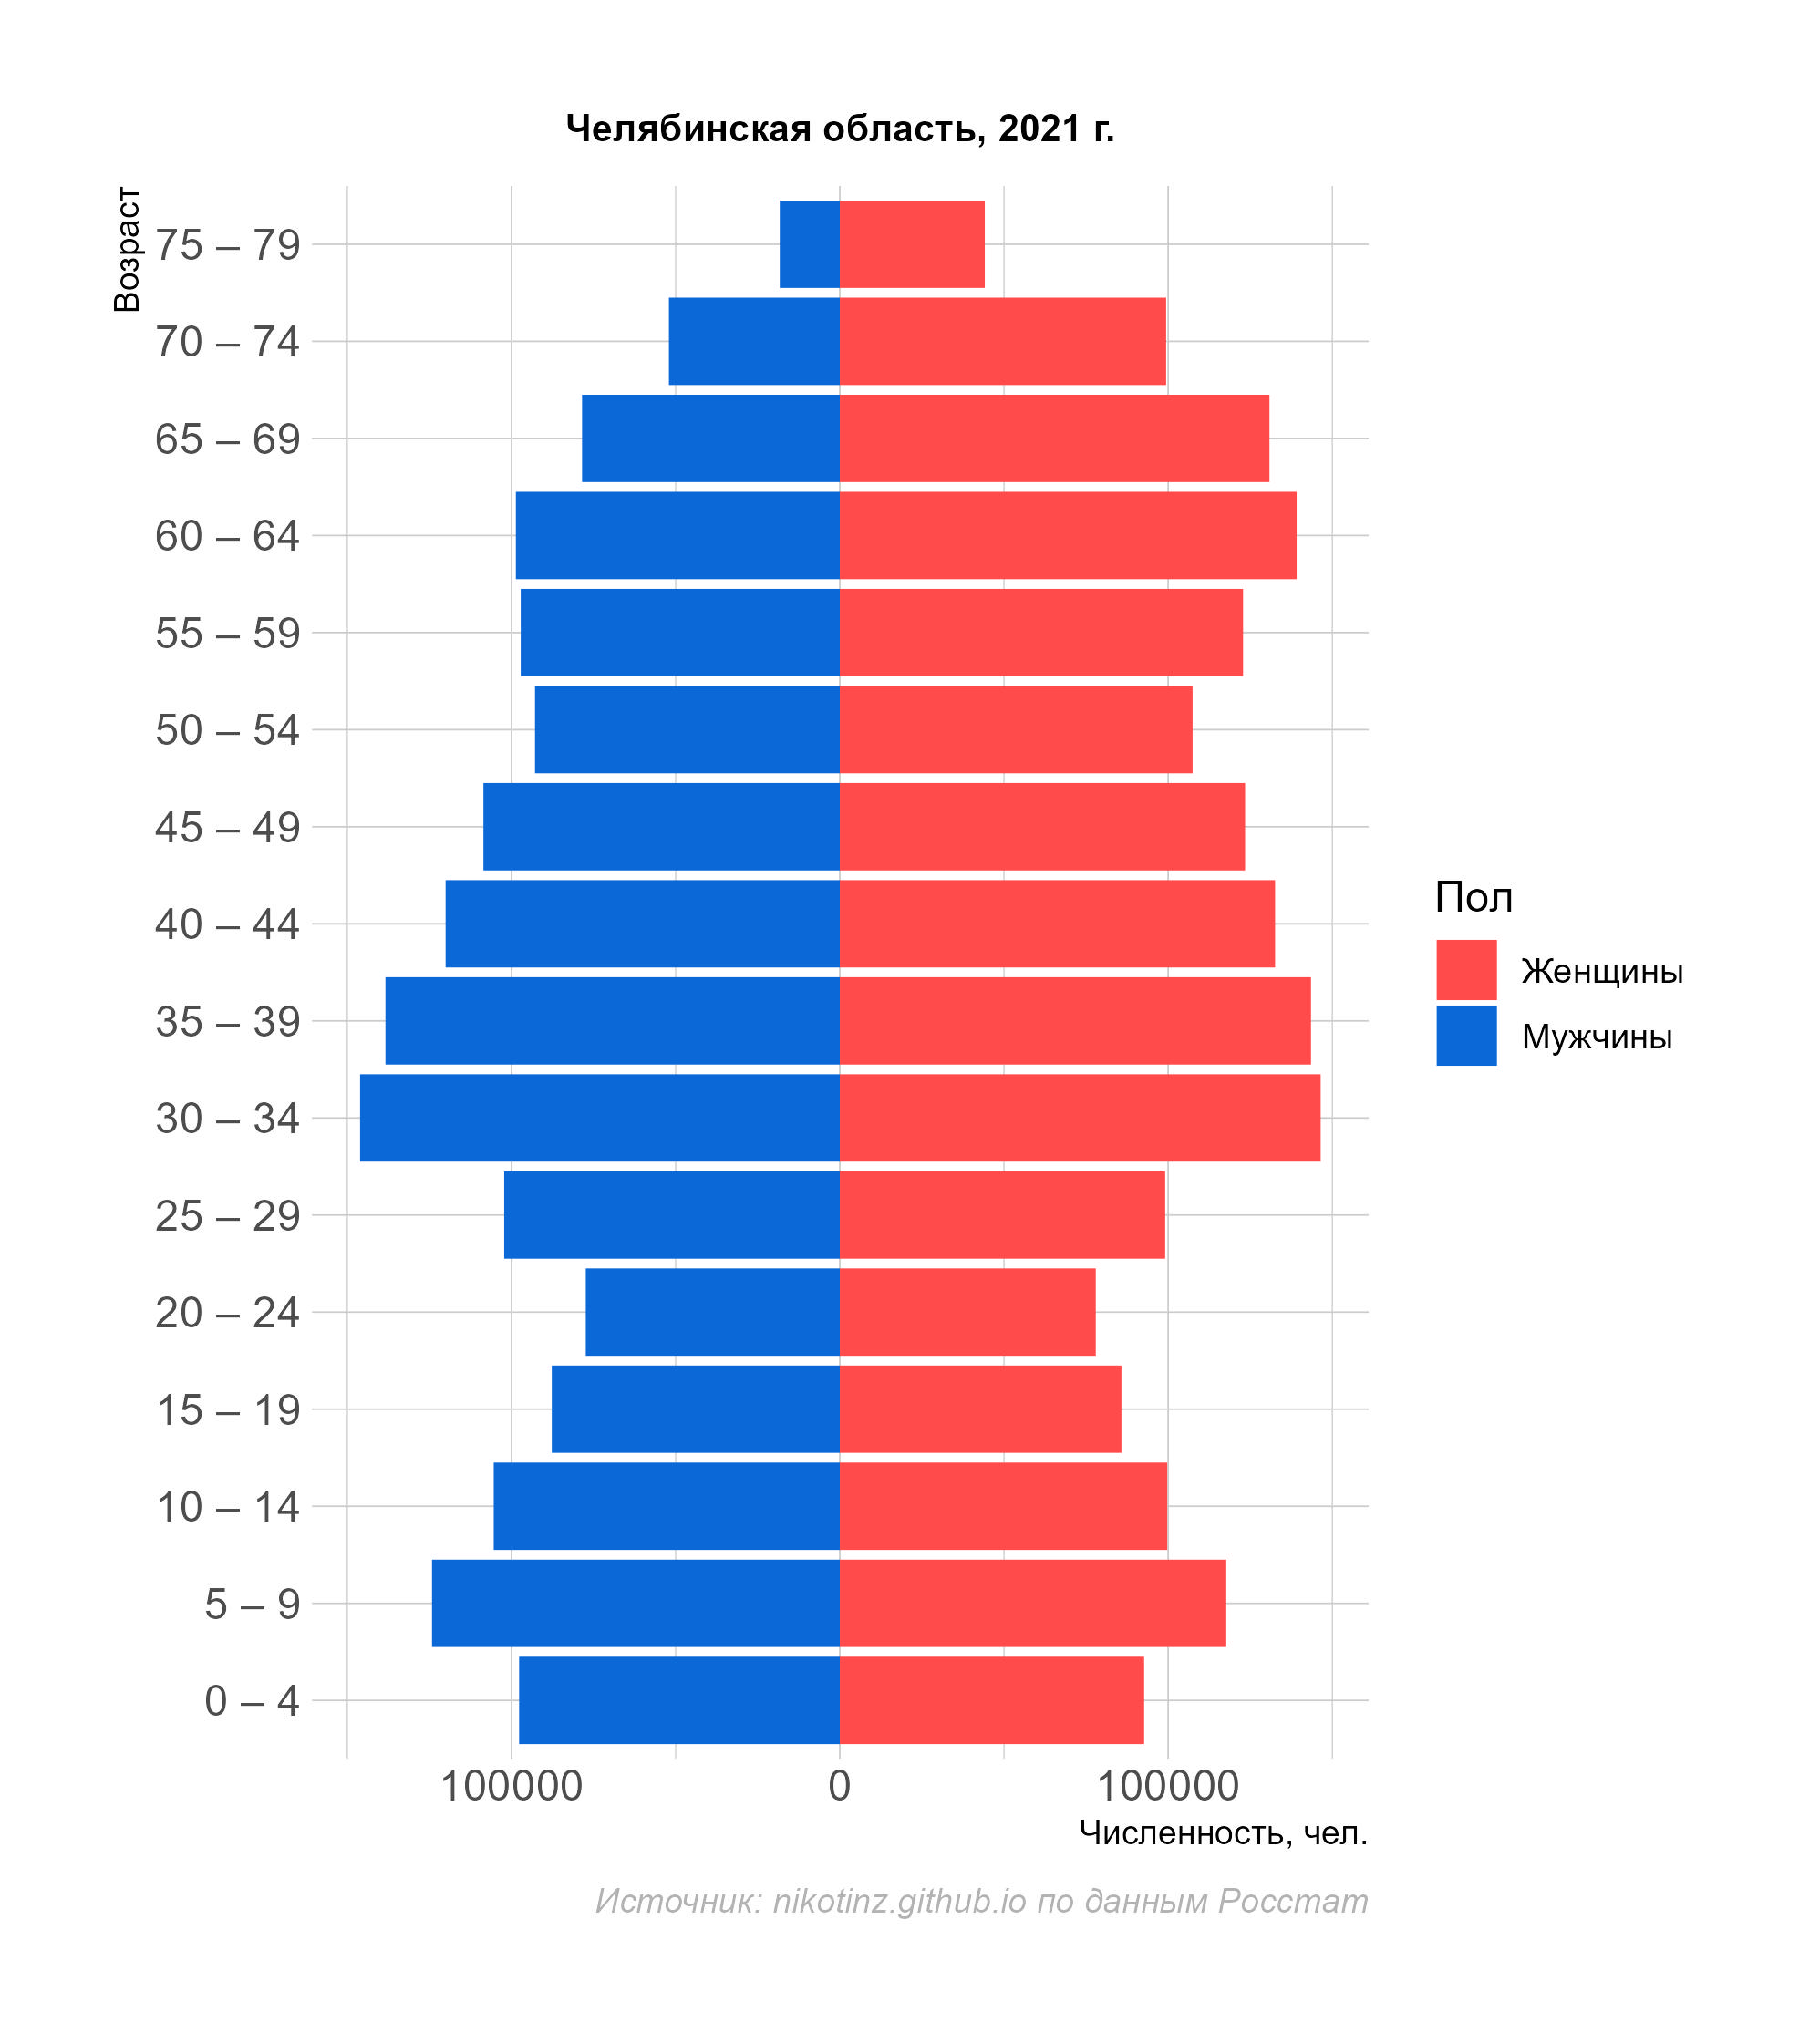 Челябинская область, 2021 г.
Возраст
75 – 79
70 – 74
65 – 69
60 – 64
55 – 59
50 – 54
45 – 49
40 – 44
35 – 39
30 – 34
25 – 29
20 – 24
15 – 19
10 – 14
5 – 9
0 – 4
100000 0 100000
Численность, чел.
Пол
Женщины
Мужчины
Источник: nikotinz.github.io по данным Росстат